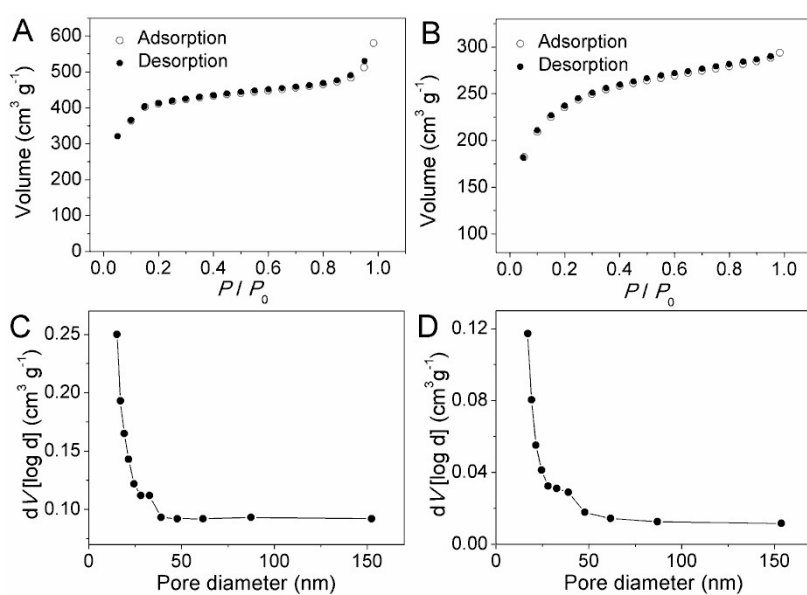 A
Adsorption
Desorption
600
500
400
300
200
100
0
Volume (cm³ g⁻¹)
0.0 0.2 0.4 0.6 0.8 1.0
P / P₀
B
Adsorption
Desorption
300
250
200
150
100
Volume (cm³ g⁻¹)
0.0 0.2 0.4 0.6 0.8 1.0
P / P₀
C
0.25
0.20
0.15
0.10
dV[log d] (cm³ g⁻¹)
0 50 100 150
Pore diameter (nm)
D
0.12
0.08
0.04
0.00
dV[log d] (cm³ g⁻¹)
0 50 100 150
Pore diameter (nm)